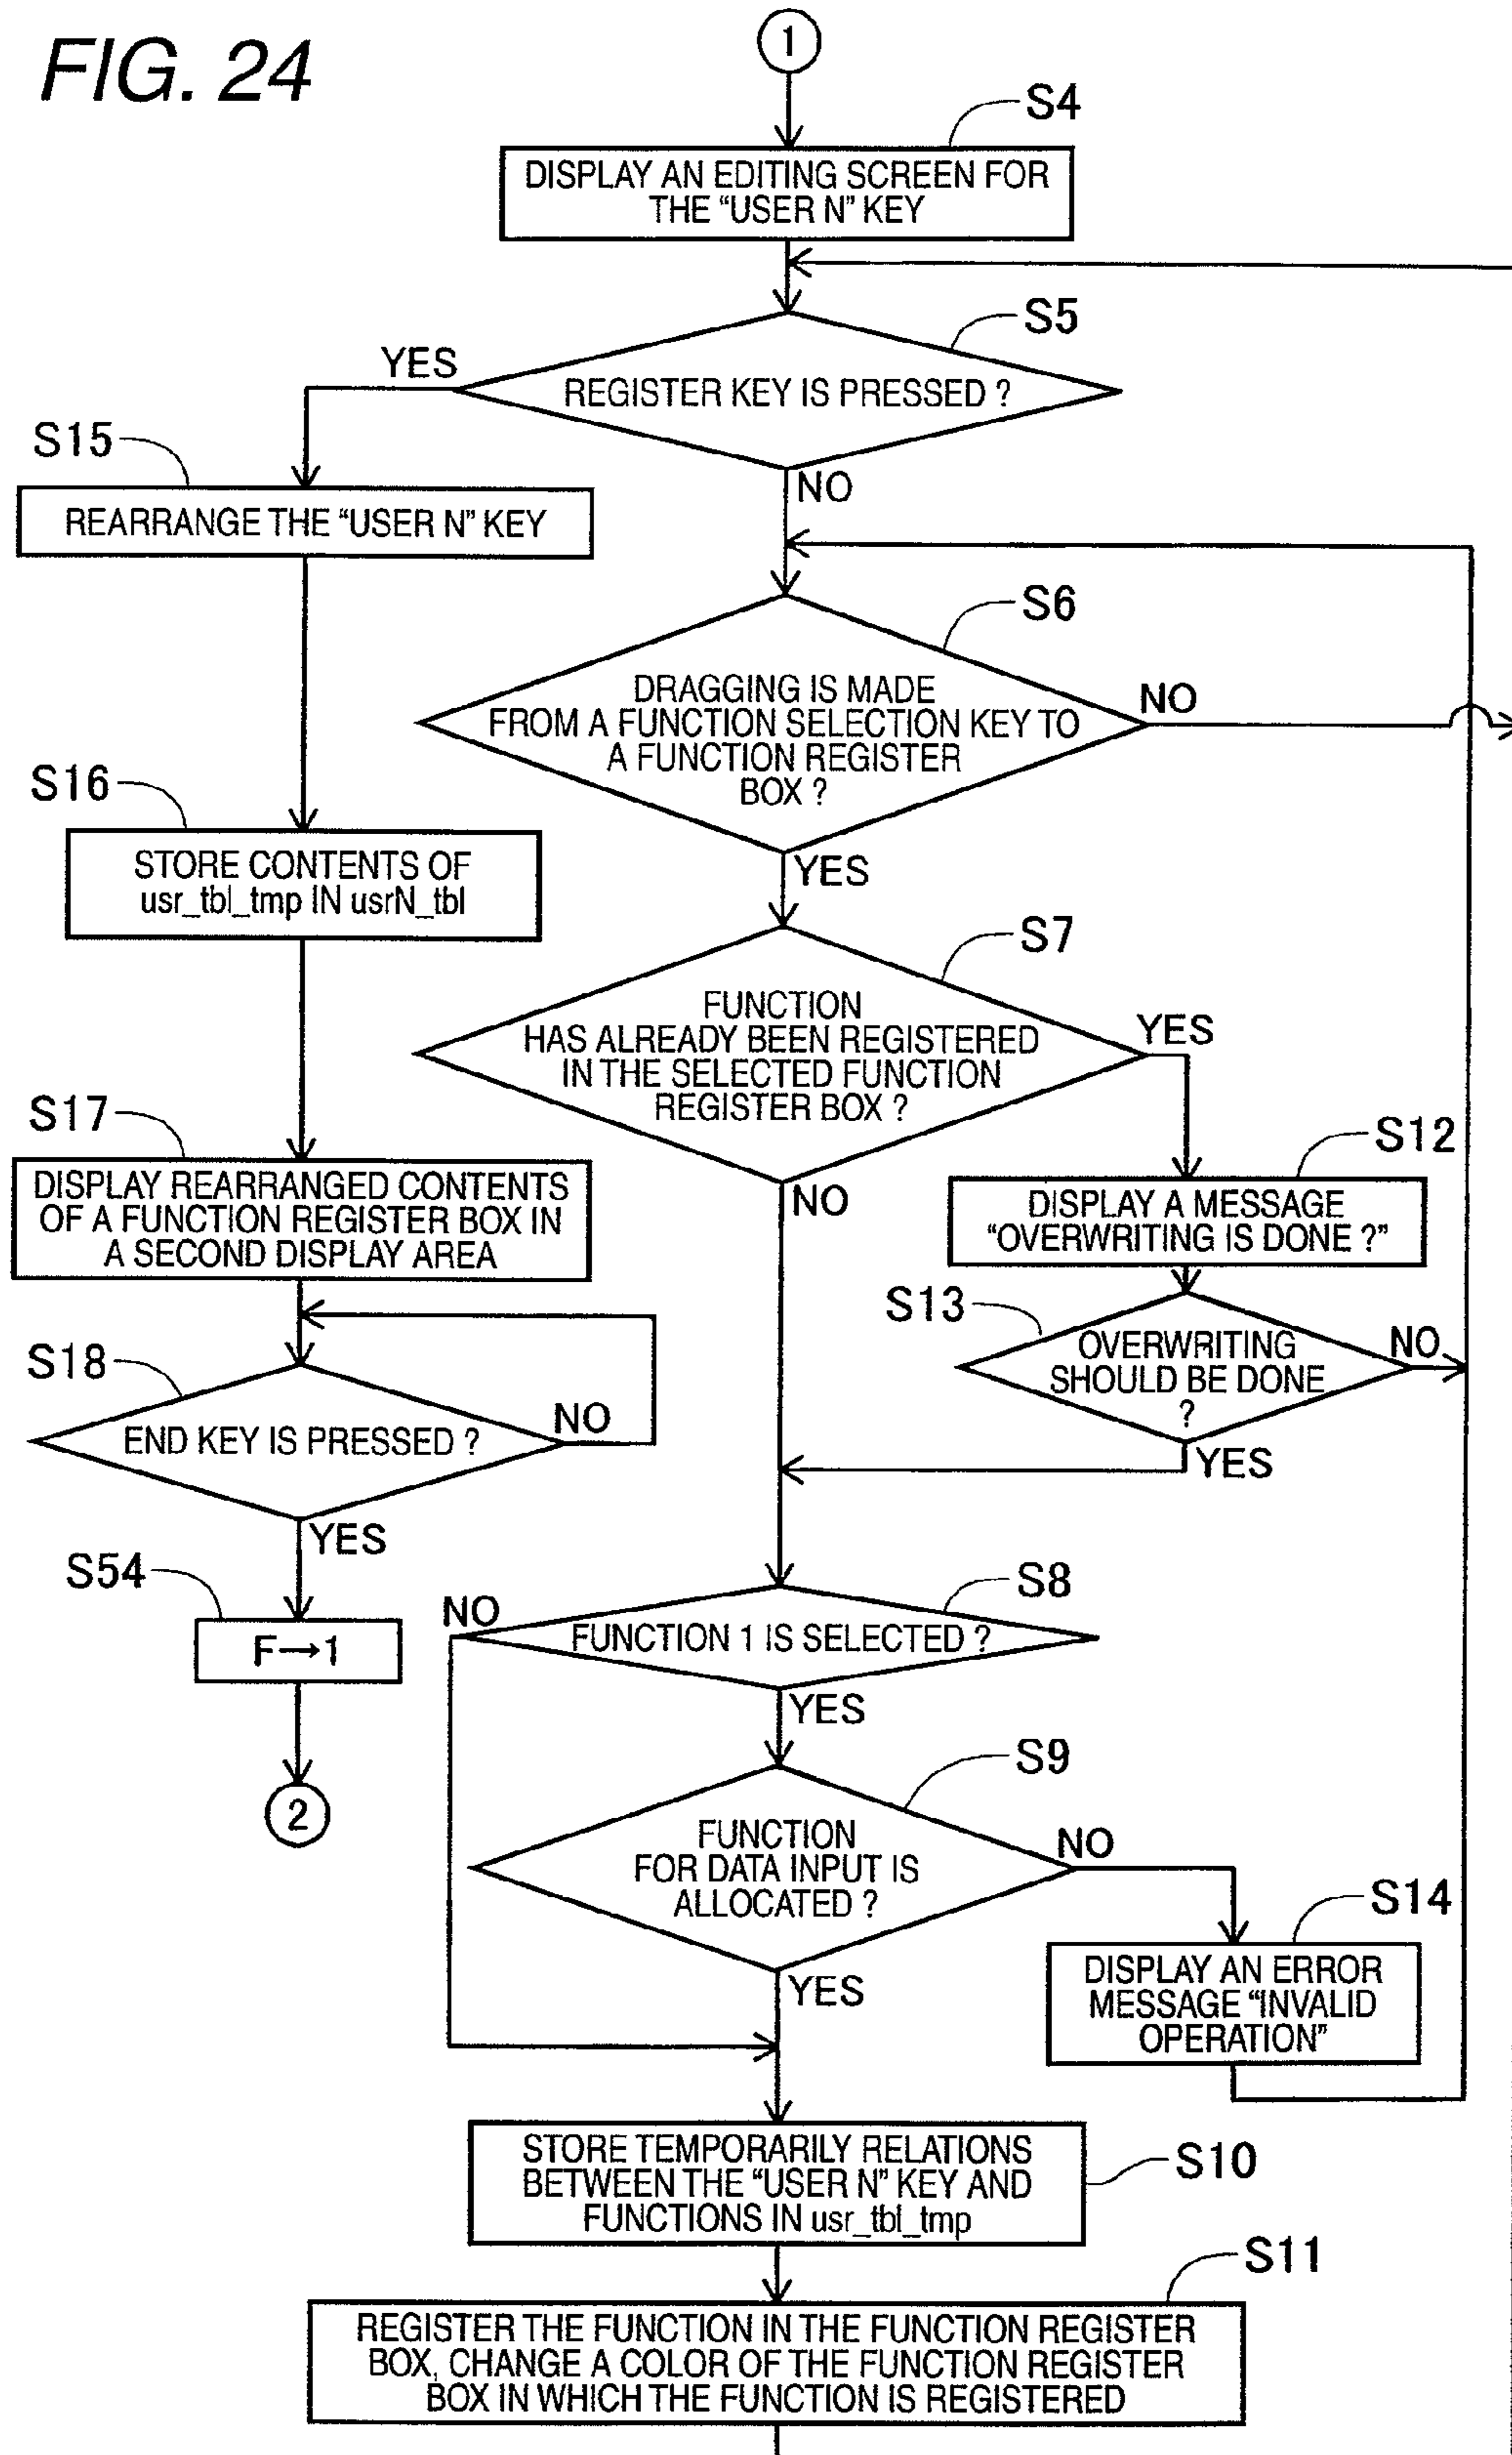 FIG. 24
1
S4
DISPLAY AN EDITING SCREEN FOR
THE “USER N” KEY
S5
YES
REGISTER KEY IS PRESSED ?
NO
S15
REARRANGE THE “USER N” KEY
S6
DRAGGING IS MADE
FROM A FUNCTION SELECTION KEY TO
A FUNCTION REGISTER
BOX ?
NO
YES
S16
STORE CONTENTS OF
usr_tbl_tmp IN usrN_tbl
S7
FUNCTION
HAS ALREADY BEEN REGISTERED
IN THE SELECTED FUNCTION
REGISTER BOX ?
YES
NO
S17
DISPLAY REARRANGED CONTENTS
OF A FUNCTION REGISTER BOX IN
A SECOND DISPLAY AREA
S12
DISPLAY A MESSAGE
“OVERWRITING IS DONE ?”
S13
OVERWRITING
SHOULD BE DONE
?
NO
YES
S18
END KEY IS PRESSED ?
NO
YES
S54
F→1
2
S8
NO
FUNCTION 1 IS SELECTED ?
YES
S9
FUNCTION
FOR DATA INPUT IS
ALLOCATED ?
NO
YES
S14
DISPLAY AN ERROR
MESSAGE “INVALID
OPERATION”
S10
STORE TEMPORARILY RELATIONS
BETWEEN THE “USER N” KEY AND
FUNCTIONS IN usr_tbl_tmp
S11
REGISTER THE FUNCTION IN THE FUNCTION REGISTER
BOX, CHANGE A COLOR OF THE FUNCTION REGISTER
BOX IN WHICH THE FUNCTION IS REGISTERED